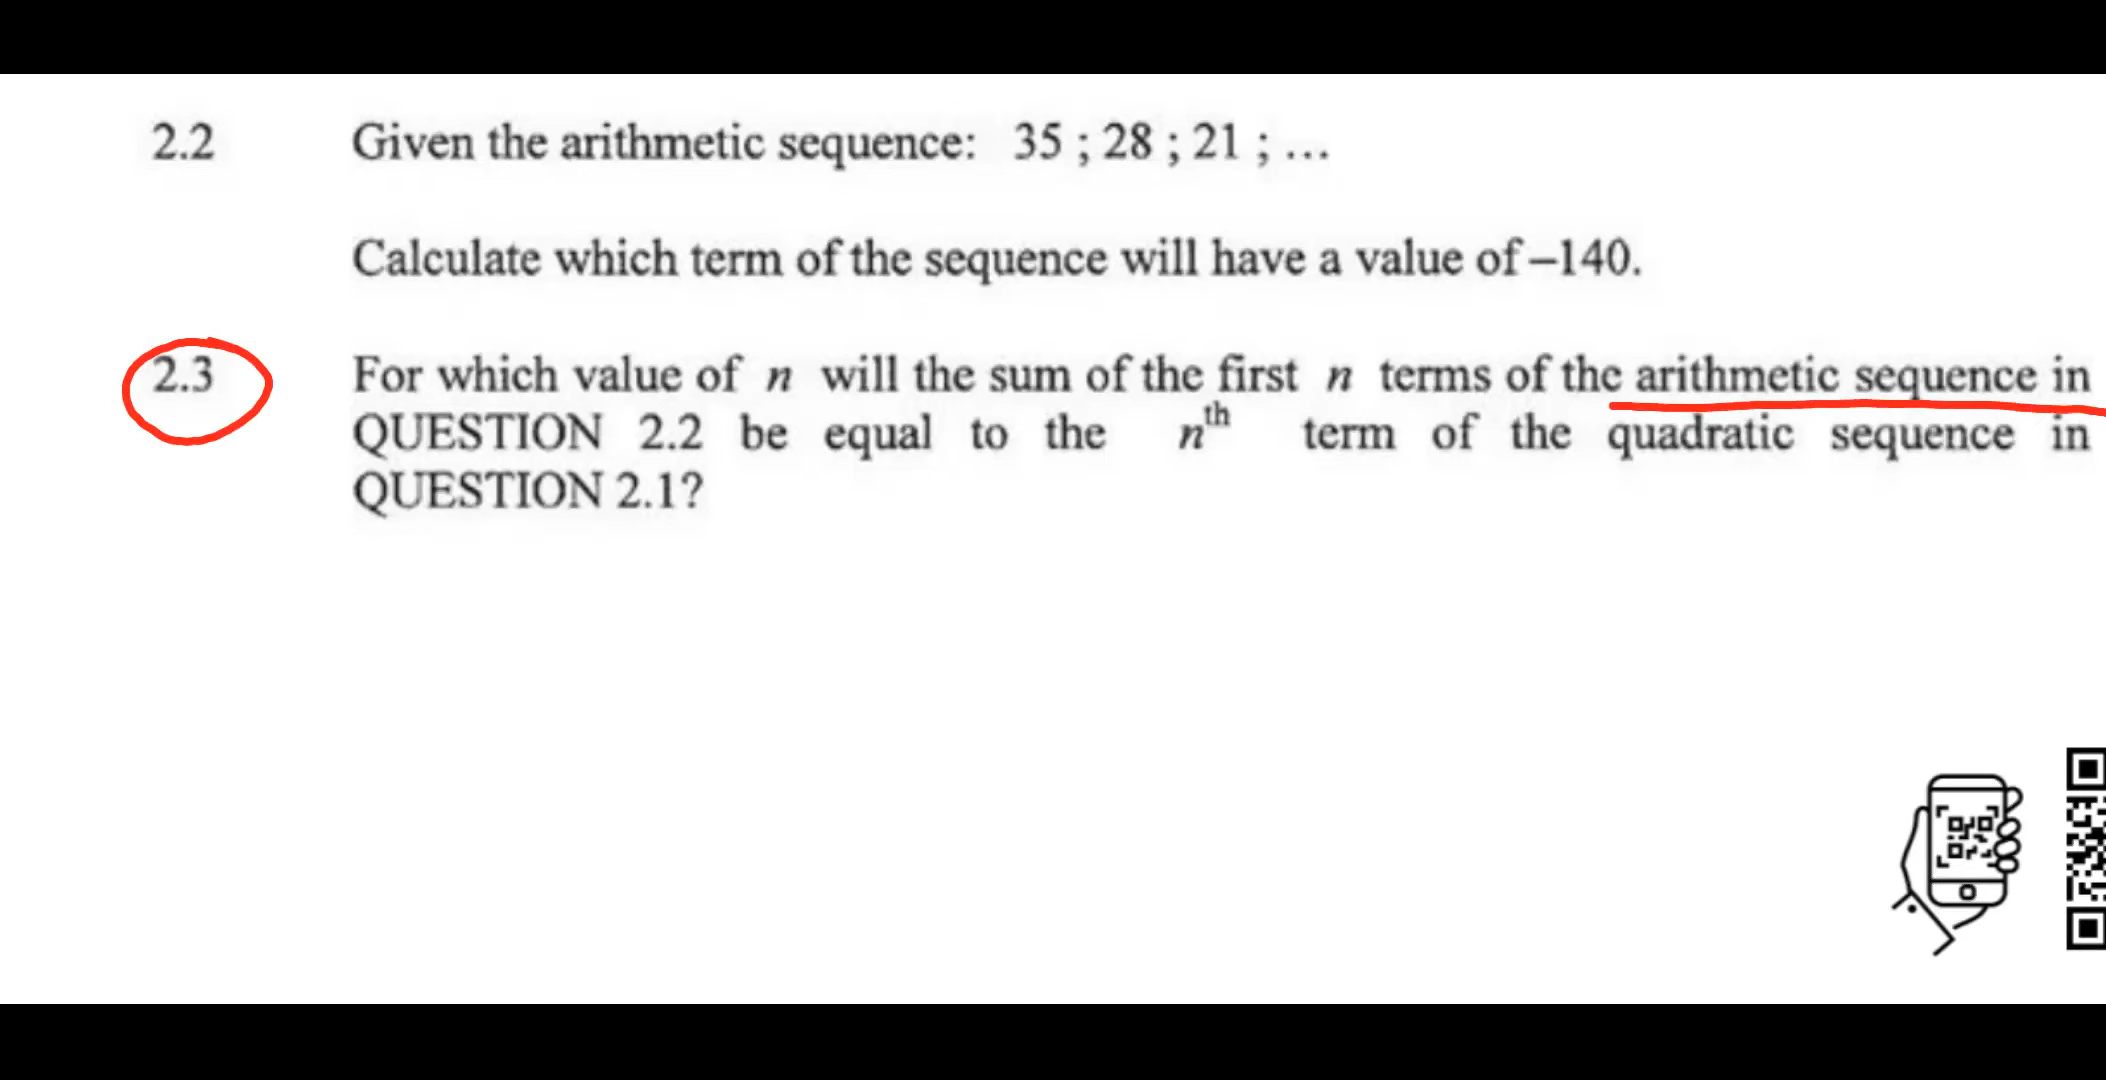 2.2 Given the arithmetic sequence: 35 ; 28 ; 21 ; ...
Calculate which term of the sequence will have a value of –140.
2.3 For which value of n will the sum of the first n terms of the arithmetic sequence in
QUESTION 2.2 be equal to the nth term of the quadratic sequence in
QUESTION 2.1?